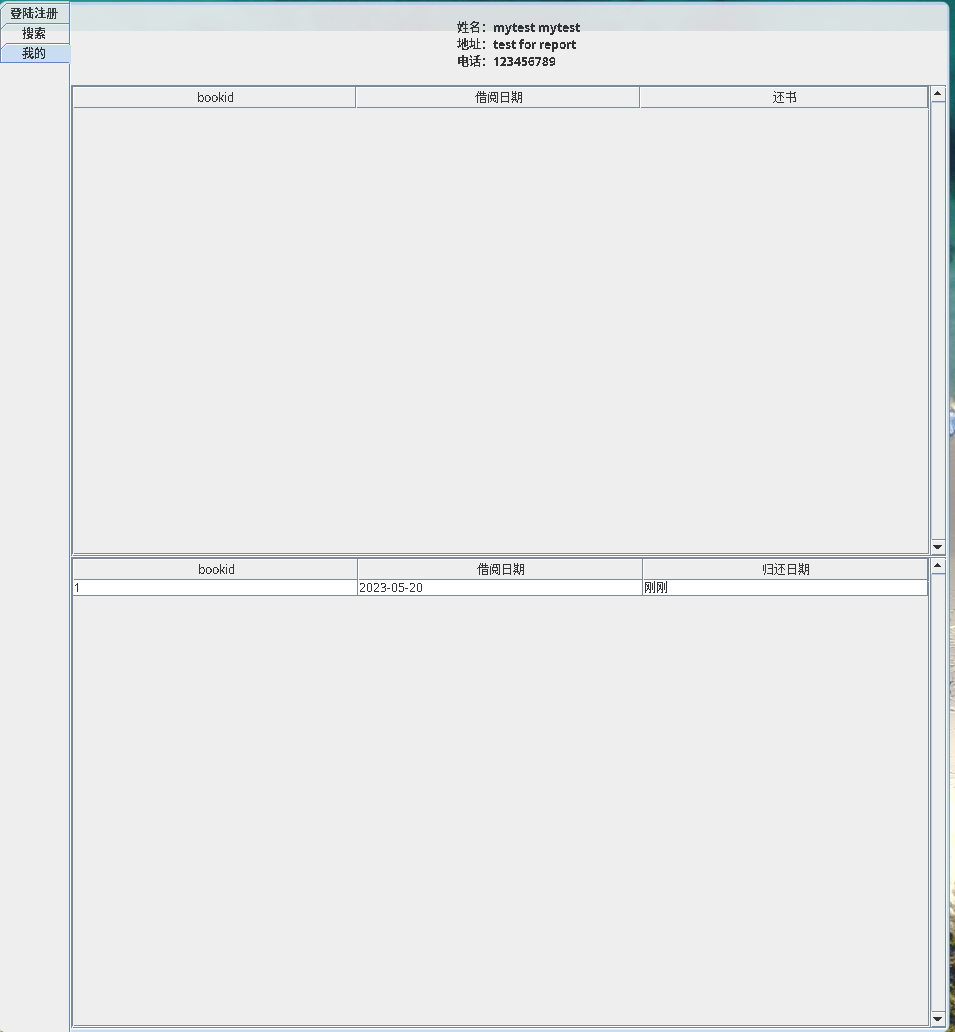 登陆注册
搜索
我的
姓名：mytest mytest
地址：test for report
电话：123456789
bookid 借阅日期 还书
bookid 借阅日期 归还日期
1 2023-05-20 刚刚